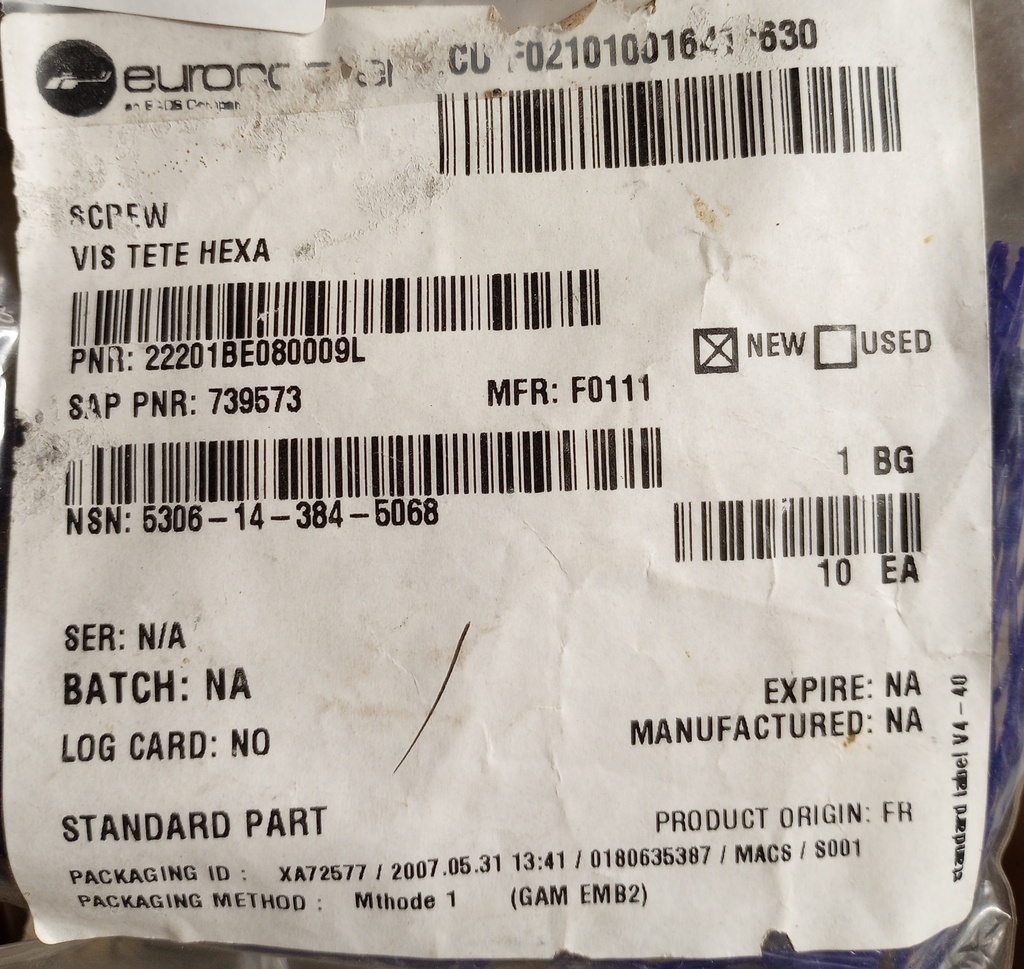 SCREW
VIS TETE HEXA
PNR: 22201BE080009L
NEW USED
SAP PNR: 739573 MFR: F0111
1 BG
NSN: 5306-14-384-5068
10 EA
SER: N/A
BATCH: NA
EXPIRE: NA
MANUFACTURED: NA
LOG CARD: NO
STANDARD PART
PRODUCT ORIGIN: FR
PACKAGING ID : XA72577 / 2007.05.31 13:41 / 0180635387 / MACS / S001
PACKAGING METHOD : Mthode 1 (GAM EMB2)
standard label V4-40